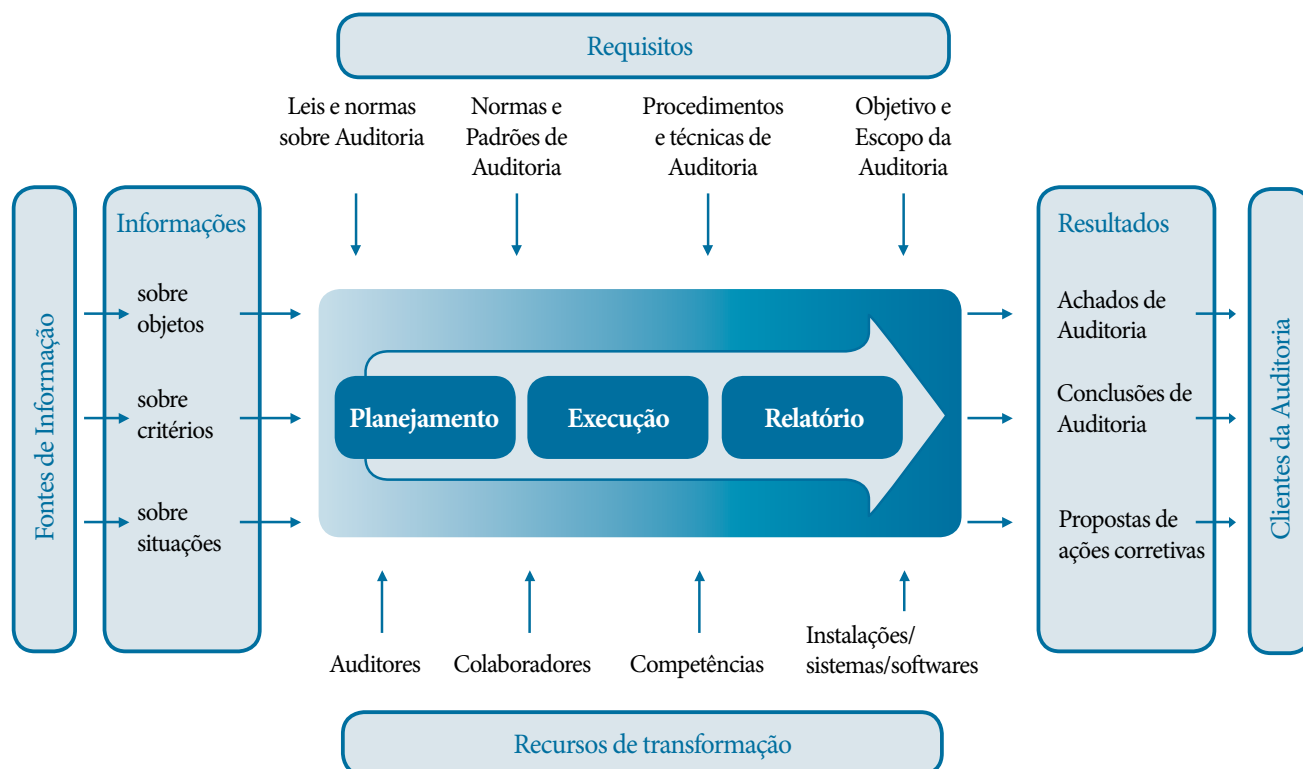 Requisitos
Leis e normas
sobre Auditoria
Normas e
Padrões de
Auditoria
Procedimentos
e técnicas de
Auditoria
Objetivo e
Escopo da
Auditoria
Fontes de Informação
Informações
sobre
objetos
sobre
critérios
sobre
situações
Planejamento
Execução
Relatório
Resultados
Achados de
Auditoria
Conclusões de
Auditoria
Propostas de
ações corretivas
Clientes da Auditoria
Auditores
Colaboradores
Competências
Instalações/
sistemas/softwares
Recursos de transformação